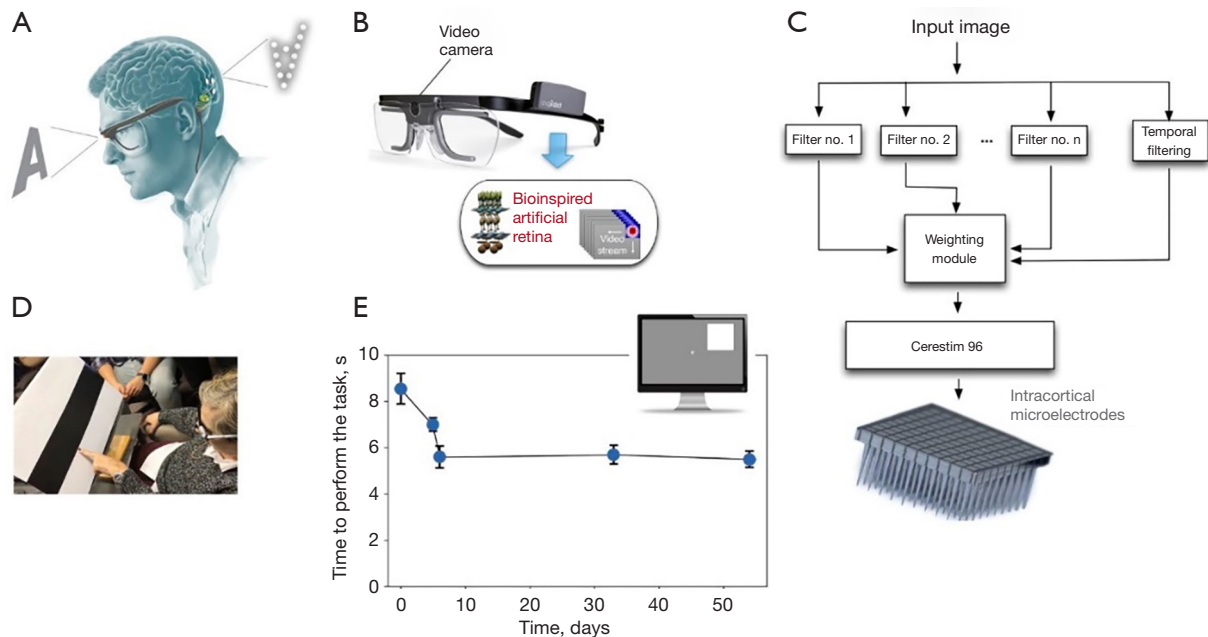 A
A
B
Video
camera
Bioinspired
artificial
retina
Video
stream
C
Input image
Filter no. 1
Filter no. 2
...
Filter no. n
Temporal
filtering
Weighting
module
Cerestim 96
Intracortical
microelectrodes
D
E
Time to perform the task, s
10
8
6
4
2
0
0
10
20
30
40
50
Time, days